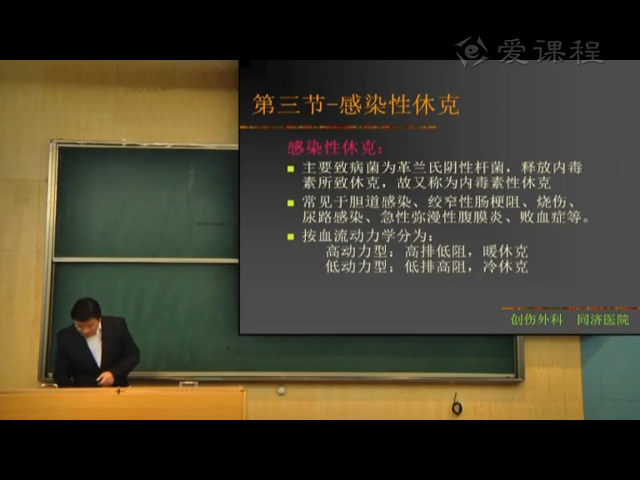 爱课程
第三节-感染性休克
感染性休克：
主要致病菌为革兰氏阴性杆菌，释放内毒
素所致休克，故又称为内毒素性休克
常见于胆道感染、绞窄性肠梗阻、烧伤、
尿路感染、急性弥漫性腹膜炎、败血症等。
按血流动力学分为：
高动力型；高排低阻，暖休克
低动力型；低排高阻，冷休克
创伤外科 同济医院